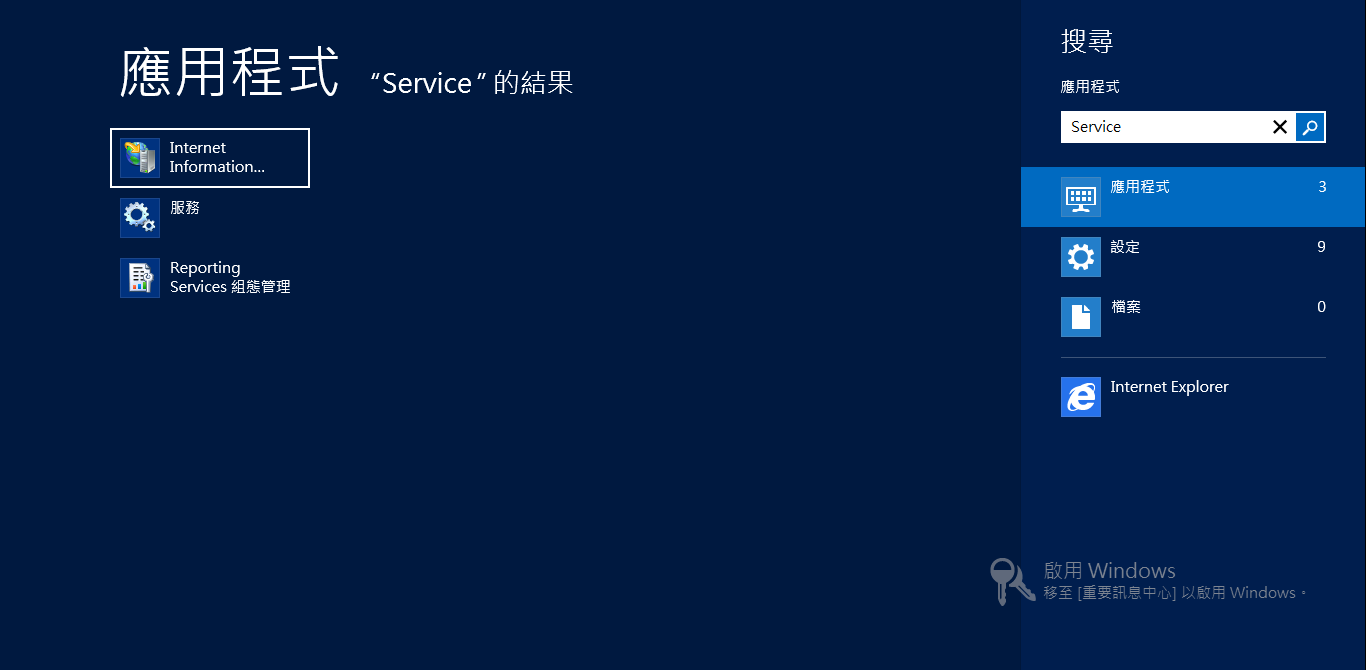 應用程式 “Service” 的結果
Internet
Information...
服務
Reporting
Services 組態管理
搜尋
應用程式
Service
應用程式 3
設定 9
檔案 0
Internet Explorer
啟用 Windows
移至 [重要訊息中心] 以啟用 Windows。